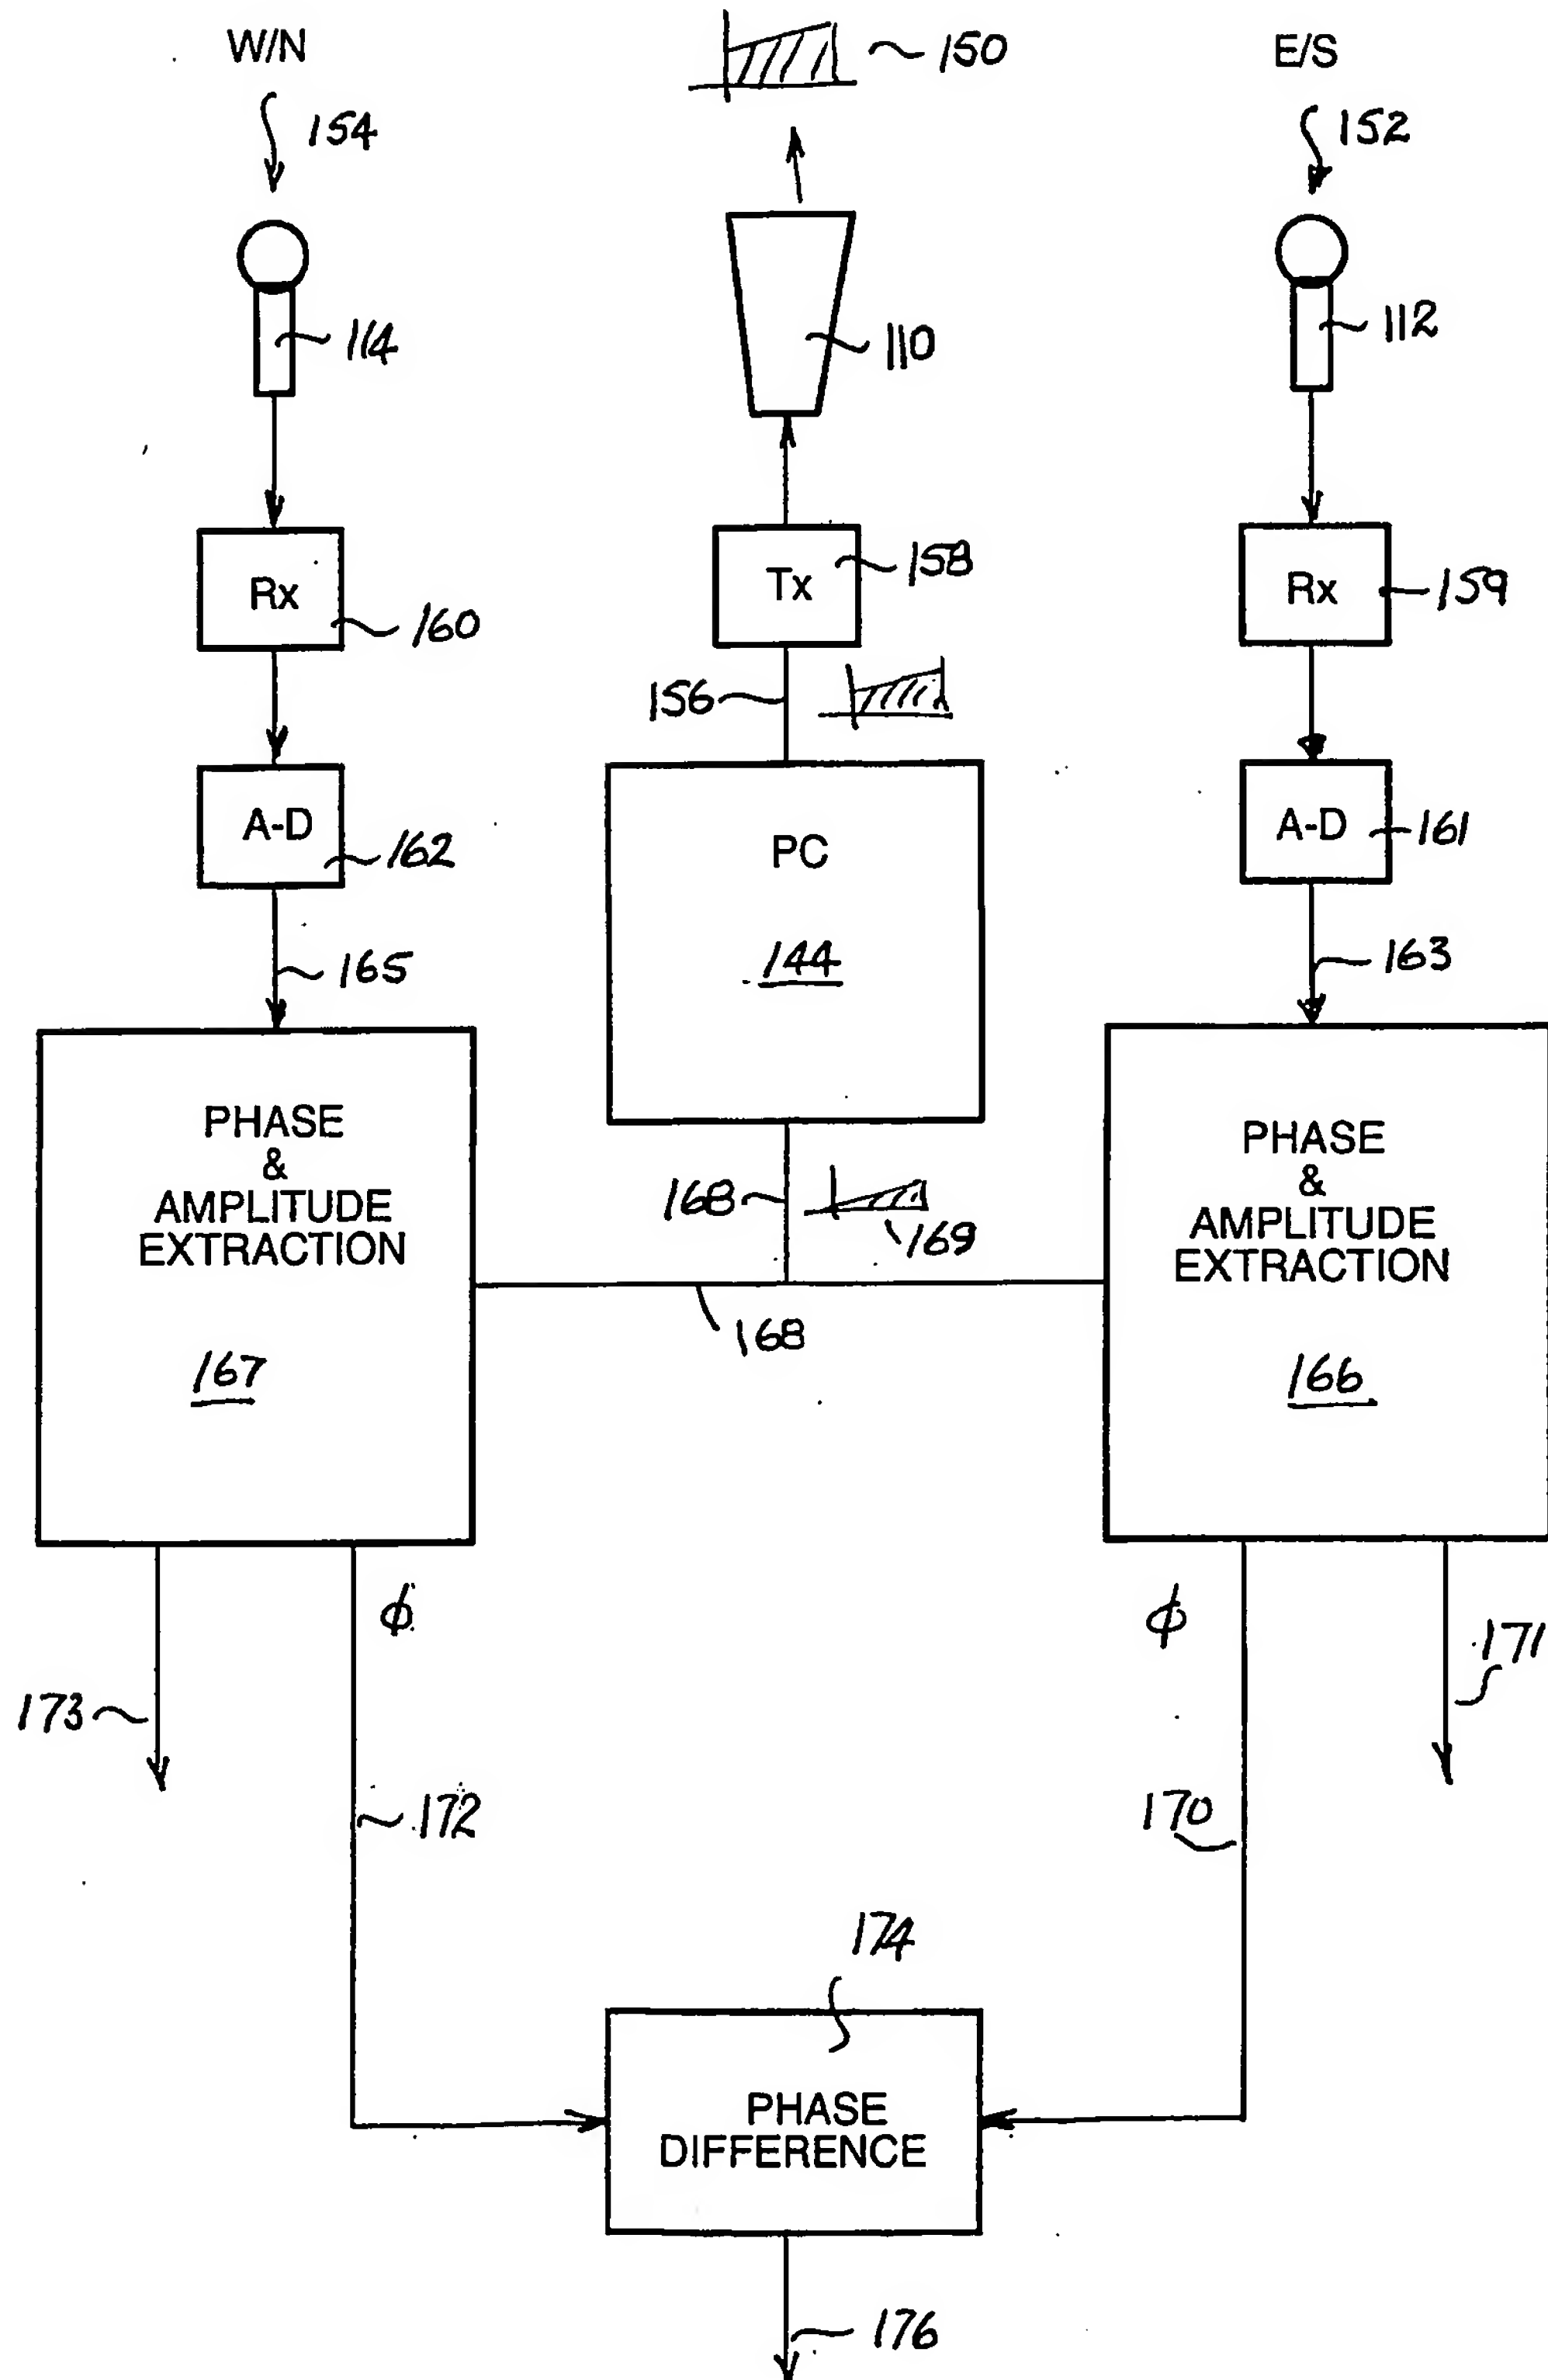 W/N
150
E/S
154
152
114
110
112
Rx
160
Tx
158
Rx
159
156
A-D
162
PC
144
A-D
161
165
163
PHASE
&
AMPLITUDE
EXTRACTION
167
168
169
168
PHASE
&
AMPLITUDE
EXTRACTION
166
ϕ
ϕ
173
171
172
170
174
PHASE
DIFFERENCE
176